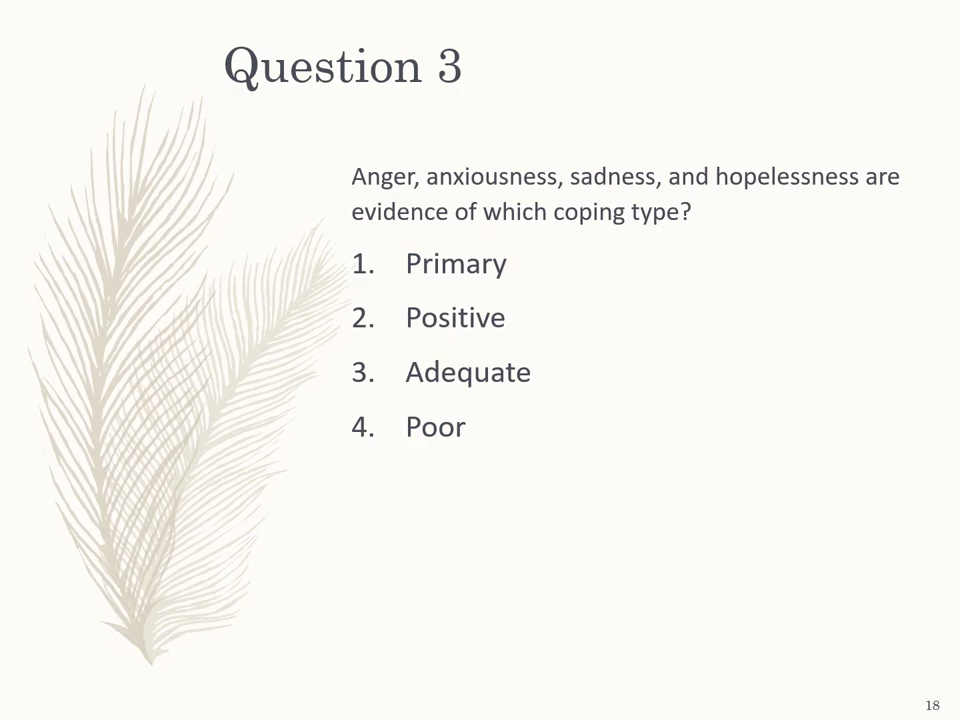 Question 3
Anger, anxiousness, sadness, and hopelessness are
evidence of which coping type?
1. Primary
2. Positive
3. Adequate
4. Poor
18